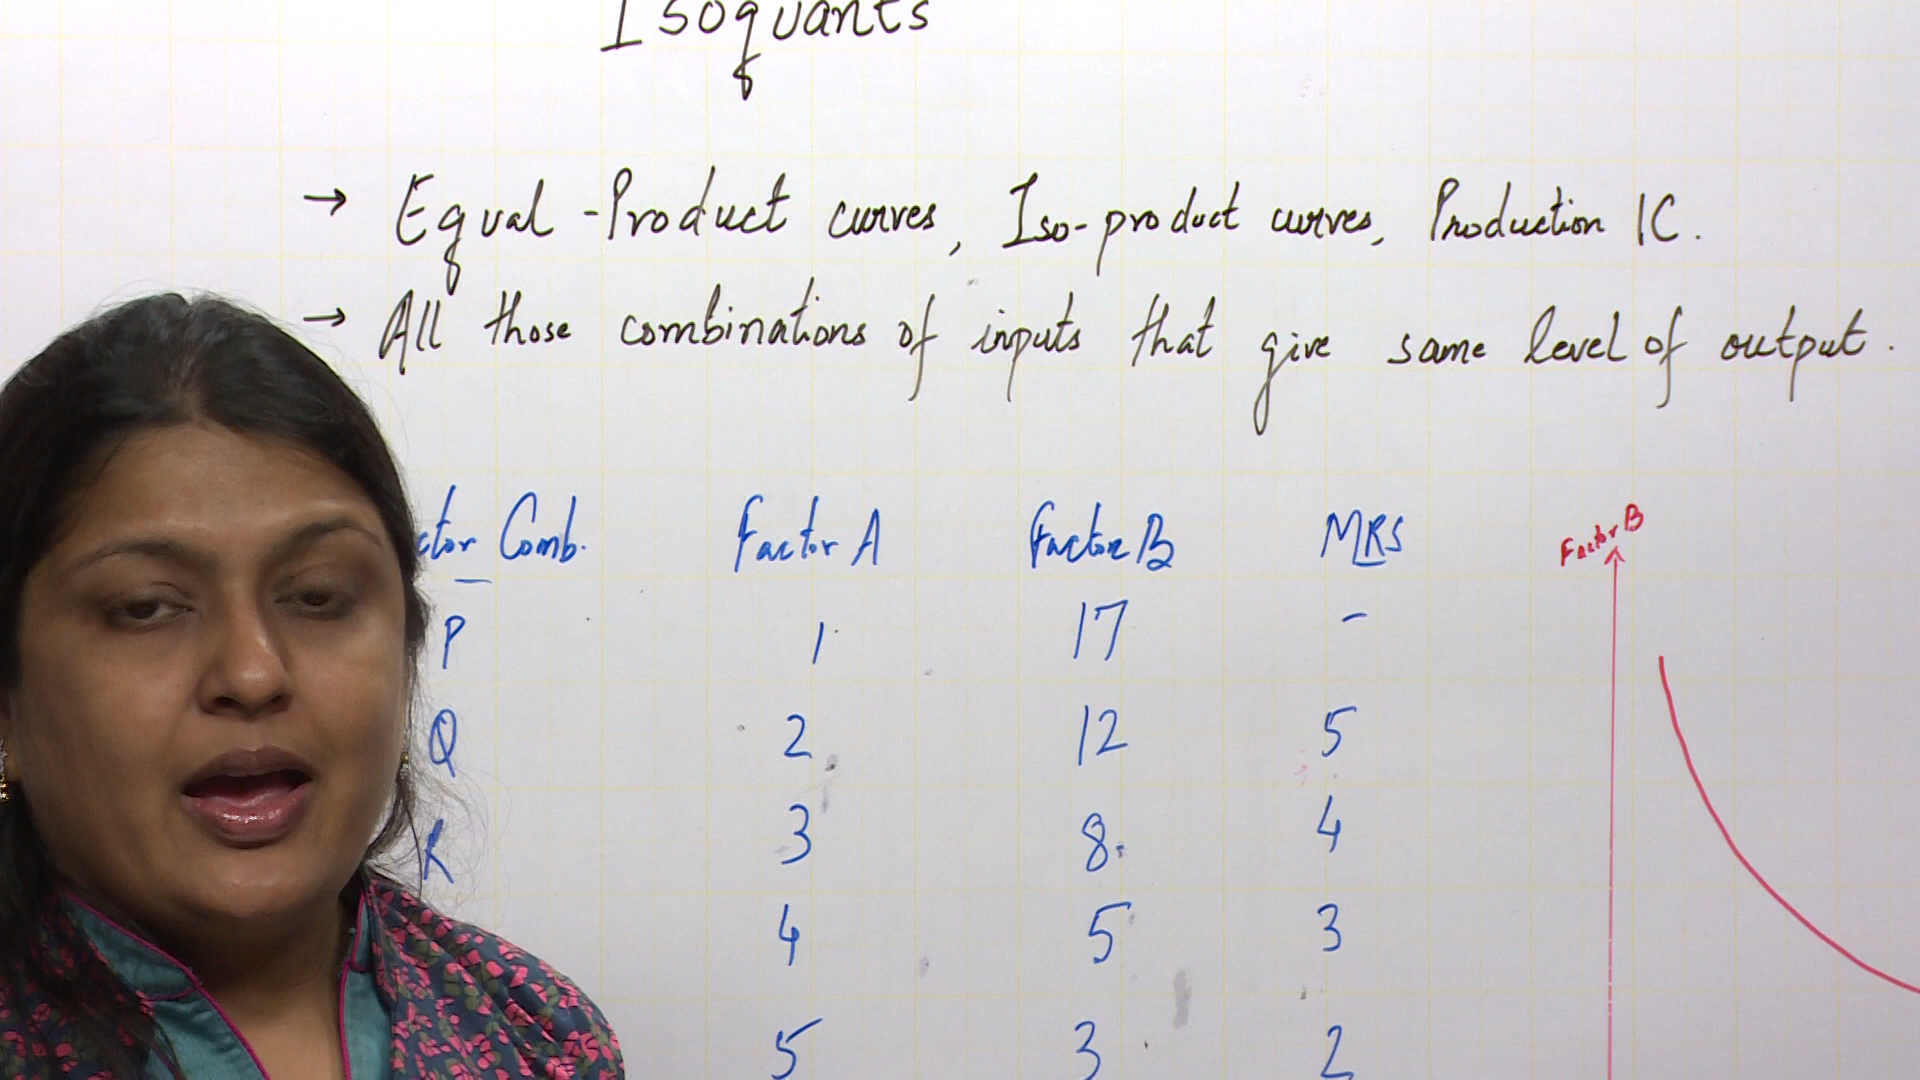 Isoquants
→ Equal-Product curves, Iso-product curves, Production IC.
→ All those combinations of inputs that give same level of output.
ctor Comb. Factor A Factor B MRS
P 1 17 -
Q 2 12 5
R 3 8 4
4 5 3
5 3 2
Factor B